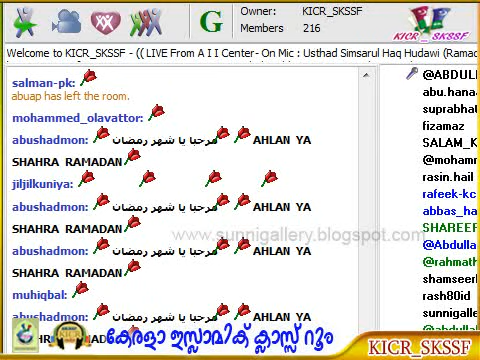 Owner: KICR_SKSSF
Members 216
KICR_SKSSF
Welcome to KICR_SKSSF - (( LIVE From A I I Center- On Mic : Usthad Simsarul Haq Hudawi (Ramad
salman-pk:
abuap has left the room.
mohammed_olavattor:
abushadmon: مرحبا يا شهر رمضان AHLAN YA
SHAHRA RAMADAN
jiljilkuniya:
abushadmon: مرحبا يا شهر رمضان AHLAN YA
SHAHRA RAMADAN
abushadmon: مرحبا يا شهر رمضان AHLAN YA
SHAHRA RAMADAN
muhiqbal:
abushadmon: مرحبا يا شهر رمضان AHLAN YA
@ABDULL
abu.hana
suprabhat
fizamaz
SALAM_K
@moham
rasin.hail
rafeek-kc
abbas_ha
SHAREEF
@Abdulla
@rahmath
shamseerl
rash20id
sunnigalle
www.sunnigallery.blogspot.com
KICR
കേരളാ ഇസ്ലാമിക് ക്ലാസ്സ് റൂം
KICR_SKSSF